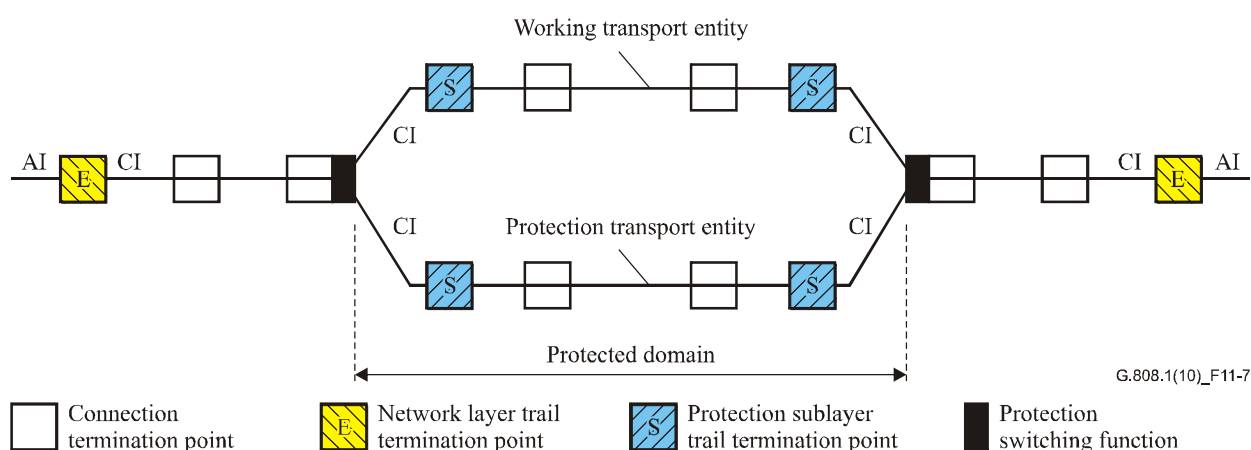 Working transport entity
S
S
CI
CI
AI
E
CI
CI
E
AI
CI
Protection transport entity
CI
S
S
Protected domain
G.808.1(10)_F11-7
Connection
termination point
E
Network layer trail
termination point
S
Protection sublayer
trail termination point
Protection
switching function